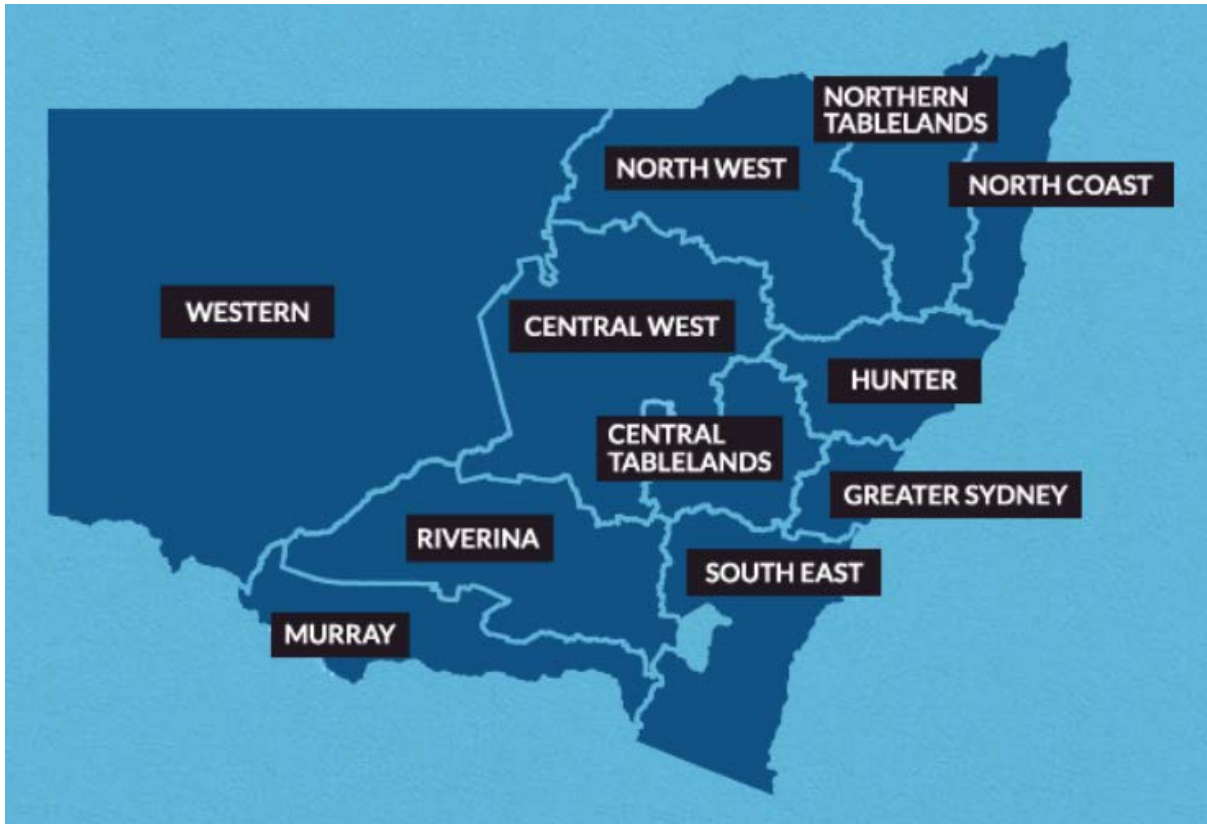 NORTHERN
TABLELANDS
NORTH WEST
NORTH COAST
WESTERN
CENTRAL WEST
HUNTER
CENTRAL
TABLELANDS
GREATER SYDNEY
RIVERINA
SOUTH EAST
MURRAY